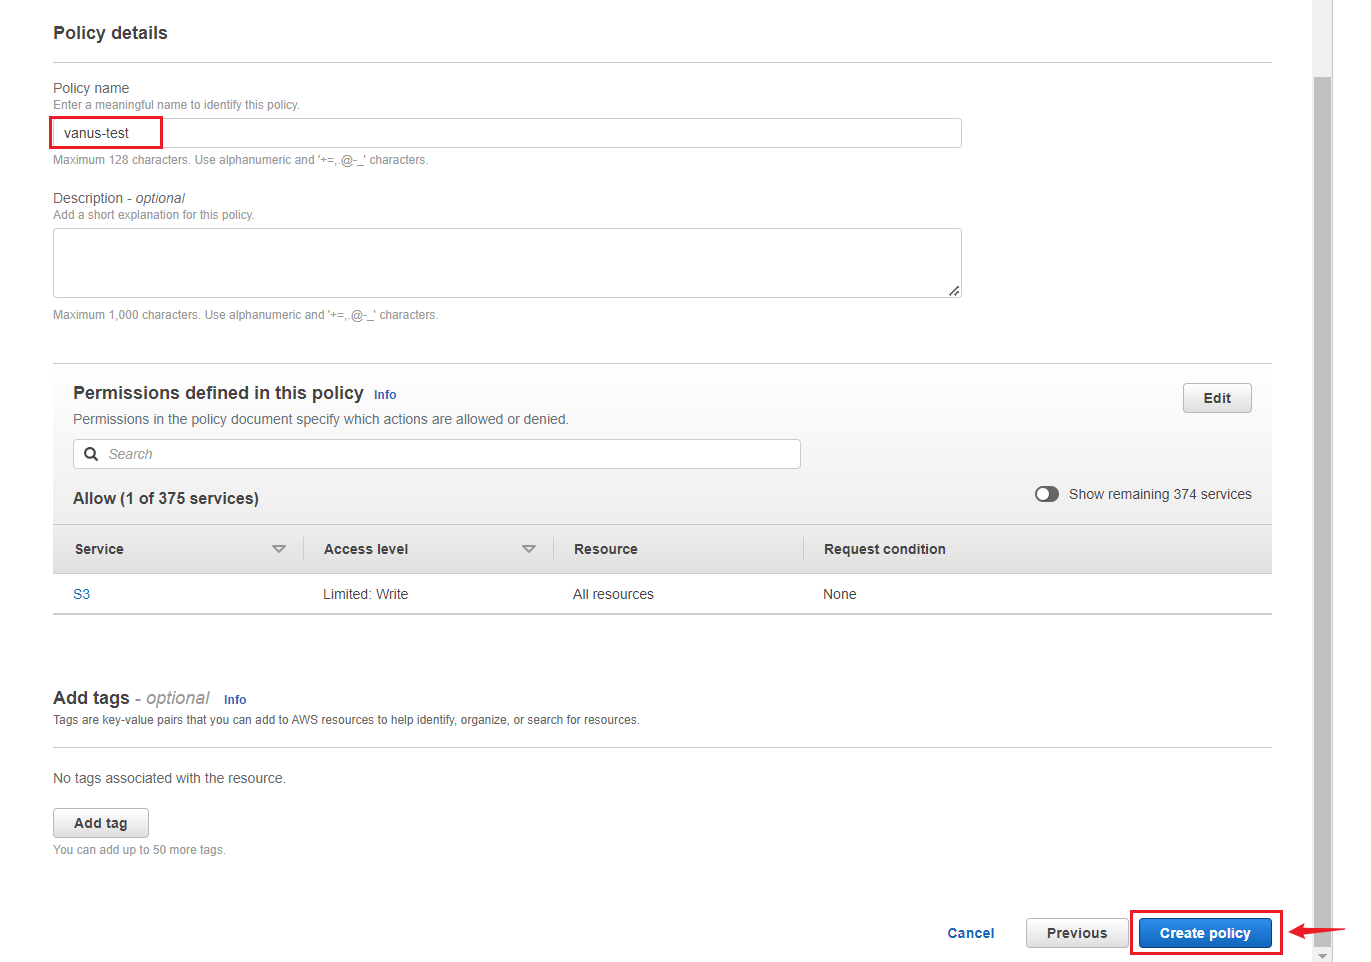 Policy details
Policy name
Enter a meaningful name to identify this policy.
vanus-test
Maximum 128 characters. Use alphanumeric and '+=,.@-_' characters.
Description - optional
Add a short explanation for this policy.
Maximum 1,000 characters. Use alphanumeric and '+=,.@-_' characters.
Permissions defined in this policy Info
Edit
Permissions in the policy document specify which actions are allowed or denied.
Search
Allow (1 of 375 services)
Show remaining 374 services
Service Access level Resource Request condition
S3 Limited: Write All resources None
Add tags - optional Info
Tags are key-value pairs that you can add to AWS resources to help identify, organize, or search for resources.
No tags associated with the resource.
Add tag
You can add up to 50 more tags.
Cancel Previous Create policy